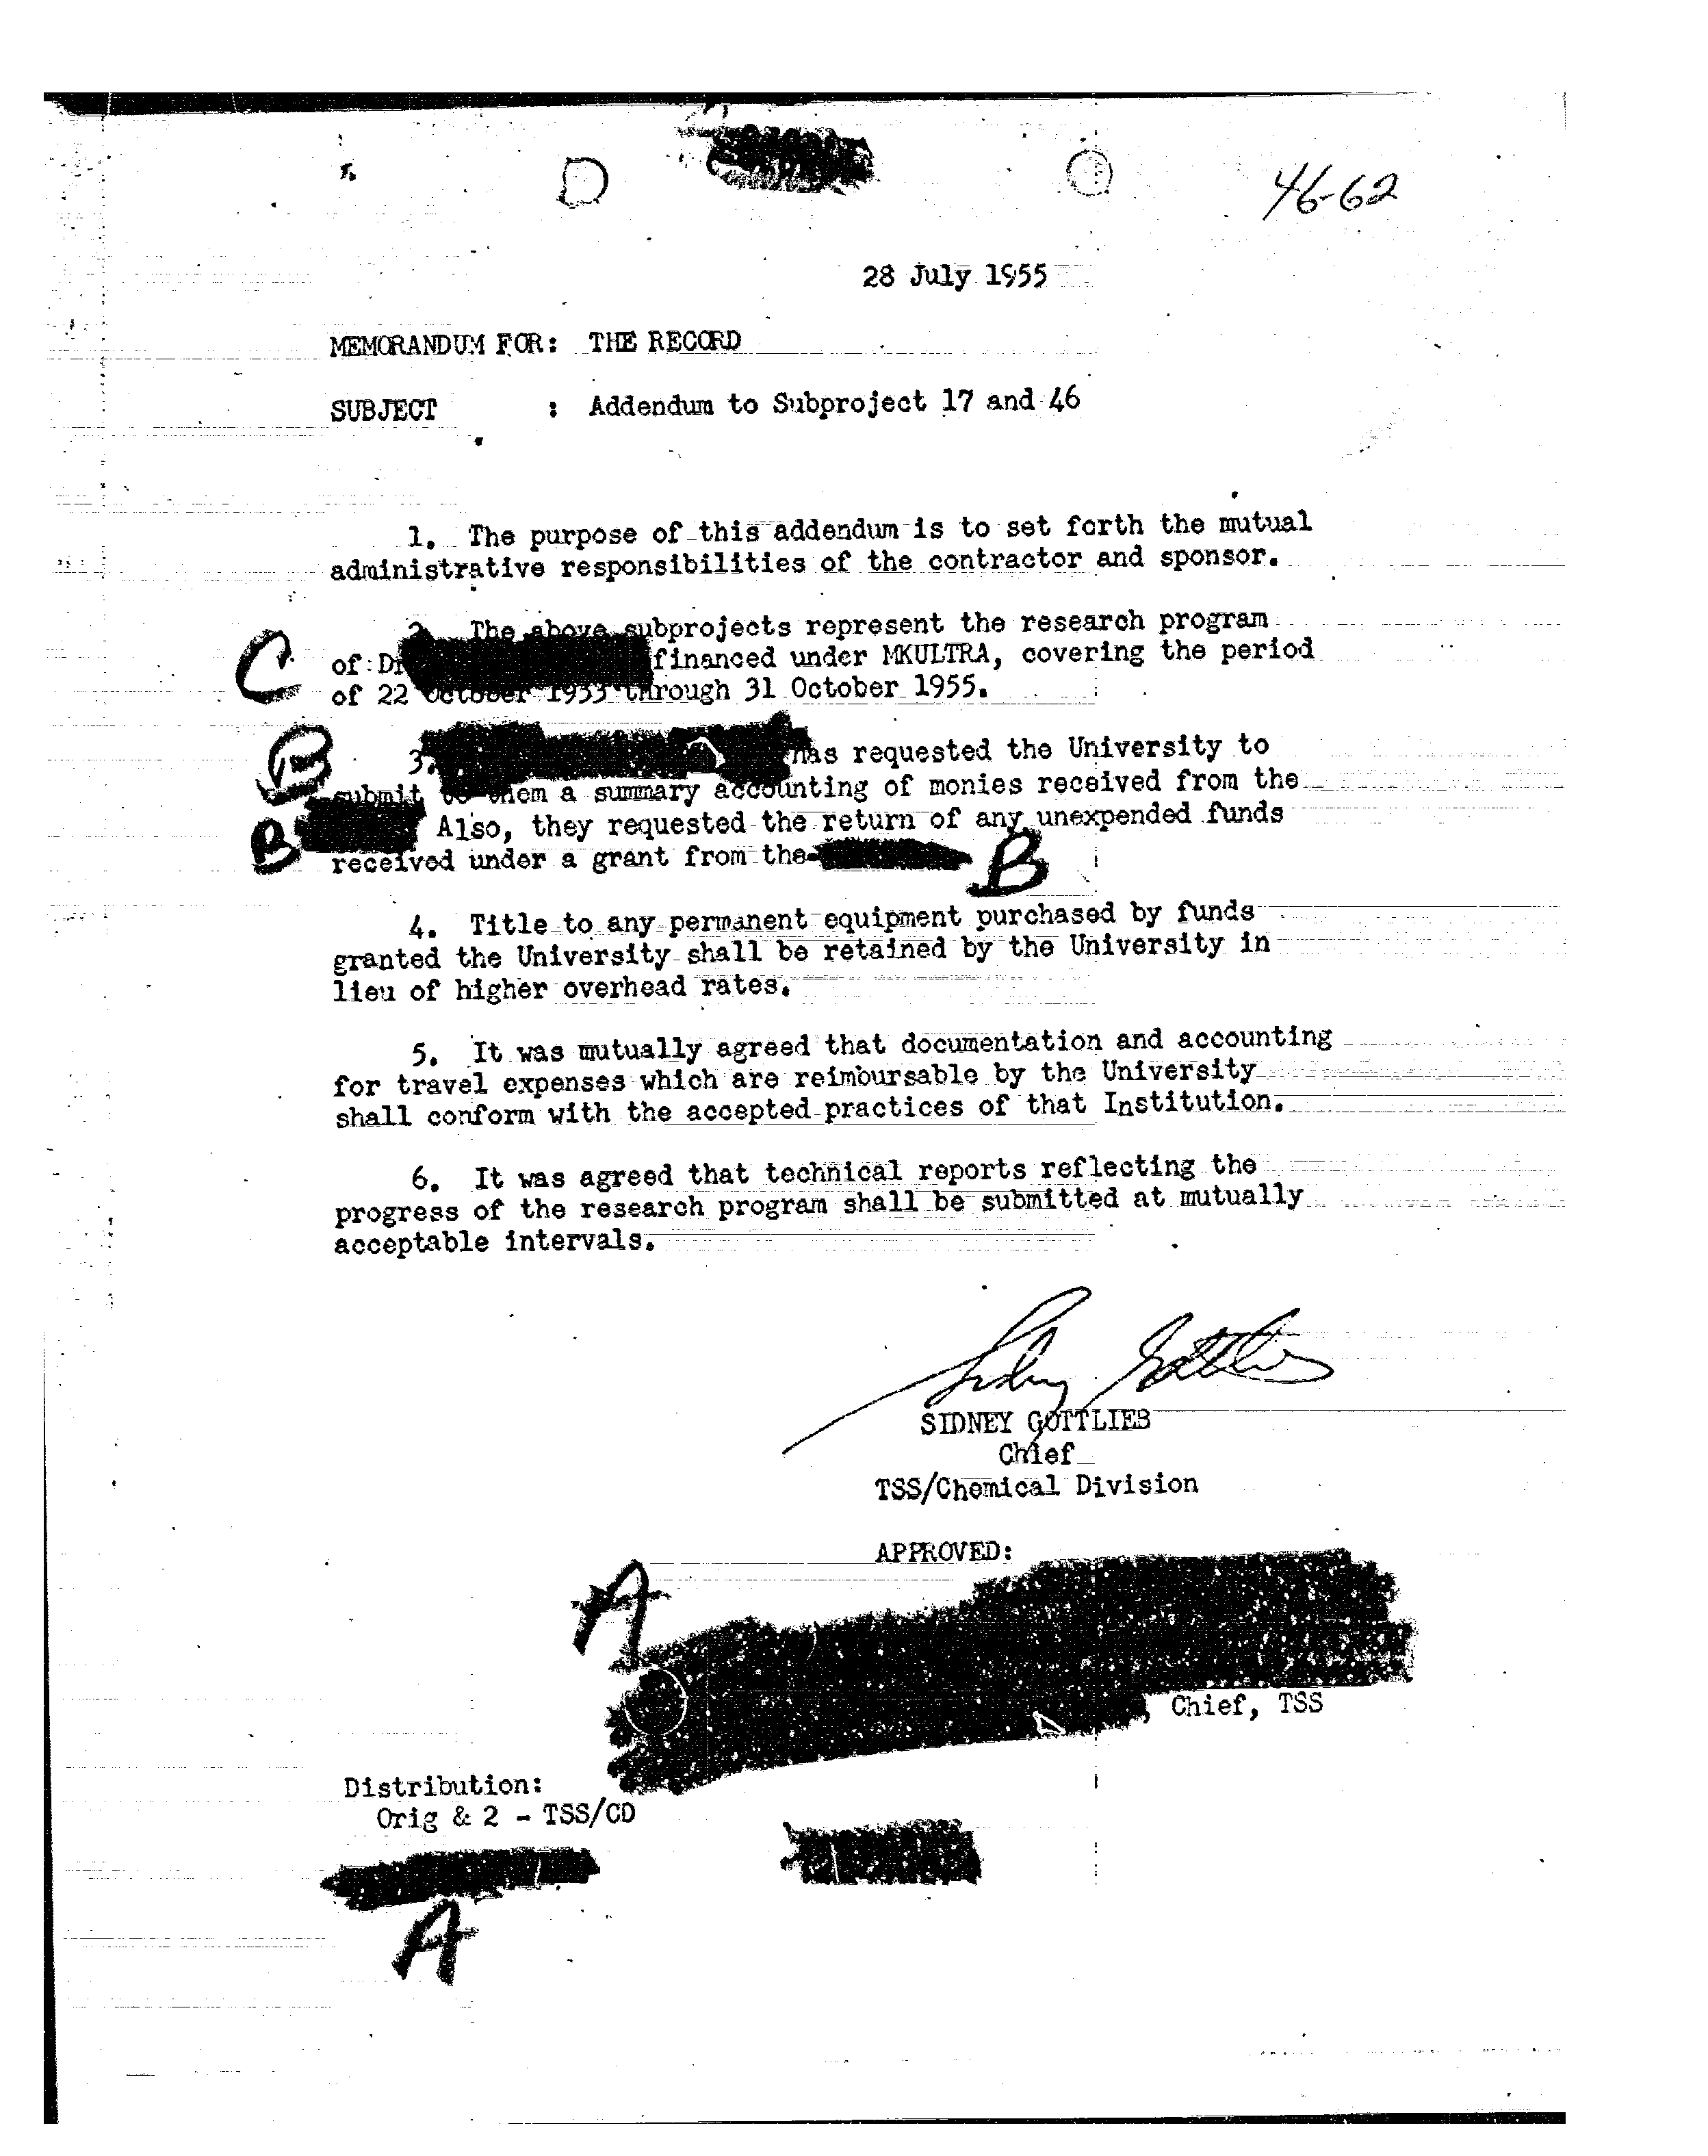 46-62
28 July 1955
MEMORANDUM FOR: THE RECORD
SUBJECT : Addendum to Subproject 17 and 46
1. The purpose of this addendum is to set forth the mutual
administrative responsibilities of the contractor and sponsor.
2. The above subprojects represent the research program
C of Dr financed under MKULTRA, covering the period
of 22 October 1953 through 31 October 1955.
B 3. has requested the University to
submit to them a summary accounting of monies received from the
B Also, they requested the return of any unexpended funds
received under a grant from the B
4. Title to any permanent equipment purchased by funds
granted the University shall be retained by the University in
lieu of higher overhead rates.
5. It was mutually agreed that documentation and accounting
for travel expenses which are reimbursable by the University
shall conform with the accepted practices of that Institution.
6. It was agreed that technical reports reflecting the
progress of the research program shall be submitted at mutually
acceptable intervals.
Sidney Gottlieb
SIDNEY GOTTLIEB
Chief
TSS/Chemical Division
APPROVED:
A
, Chief, TSS
Distribution:
Orig & 2 - TSS/CD
A